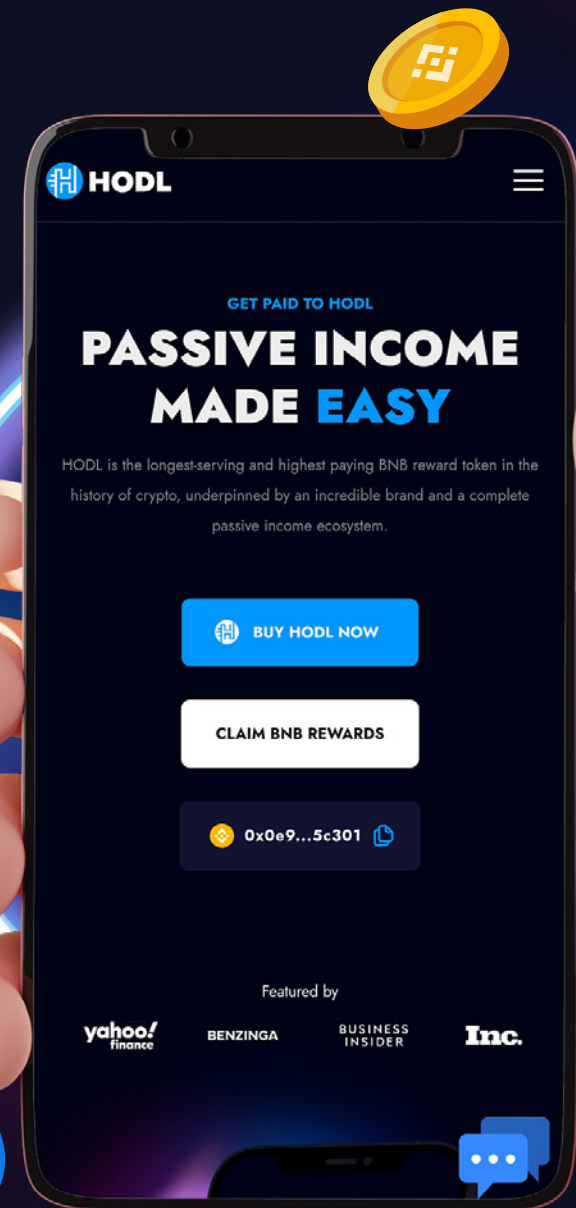 HODL
GET PAID TO HODL
PASSIVE INCOME
MADE EASY
HODL is the longest-serving and highest paying BNB reward token in the
history of crypto, underpinned by an incredible brand and a complete
passive income ecosystem.
BUY HODL NOW
CLAIM BNB REWARDS
0x0e9...5c301
Featured by
yahoo!
finance
BENZINGA
BUSINESS
INSIDER
Inc.